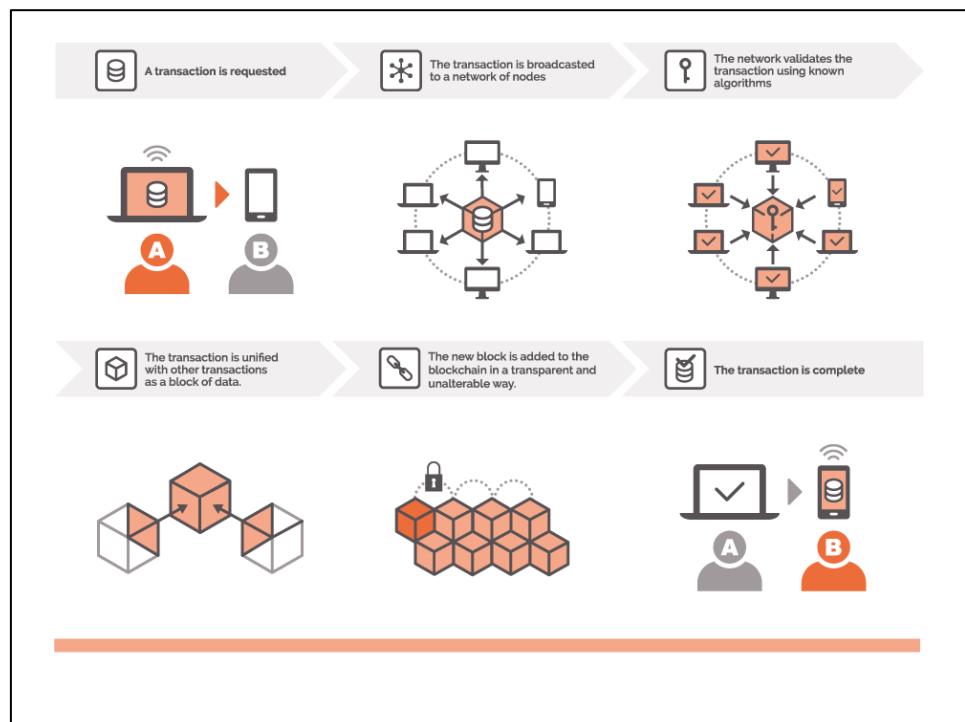 A transaction is requested
The transaction is broadcasted
to a network of nodes
The network validates the
transaction using known
algorithms
A
B
The transaction is unified
with other transactions
as a block of data.
The new block is added to the
blockchain in a transparent and
unalterable way.
The transaction is complete
A
B